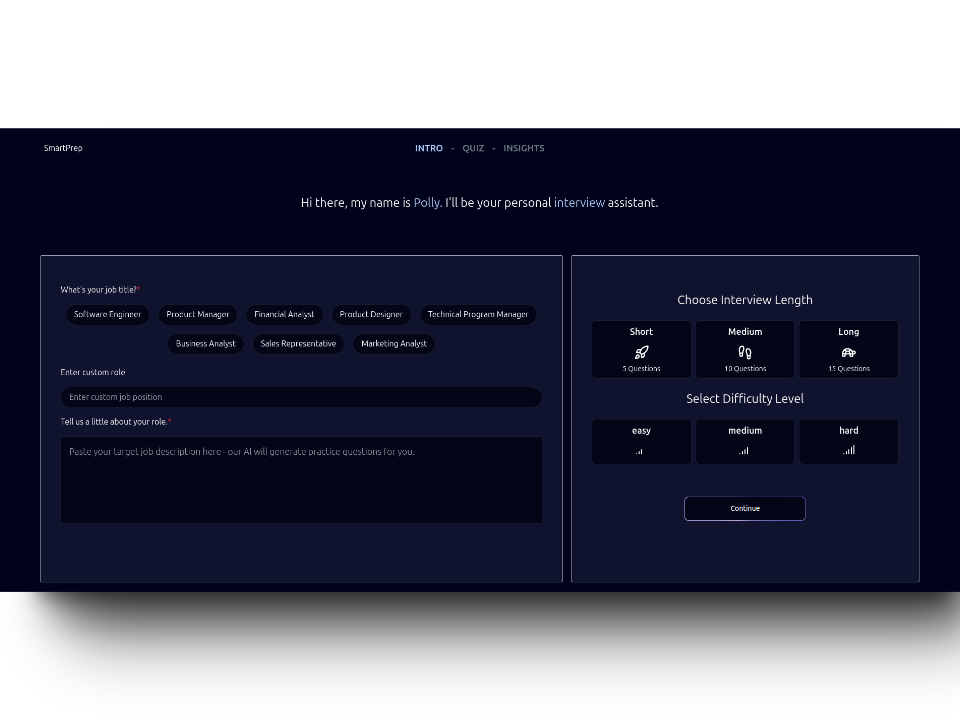 SmartPrep
INTRO - QUIZ - INSIGHTS
Hi there, my name is Polly. I'll be your personal interview assistant.
What's your job title?*
Software Engineer Product Manager Financial Analyst Product Designer Technical Program Manager
Business Analyst Sales Representative Marketing Analyst
Enter custom role
Enter custom job position
Tell us a little about your role.*
Paste your target job description here - our AI will generate practice questions for you.
Choose Interview Length
Short Medium Long
5 Questions 10 Questions 15 Questions
Select Difficulty Level
easy medium hard
Continue